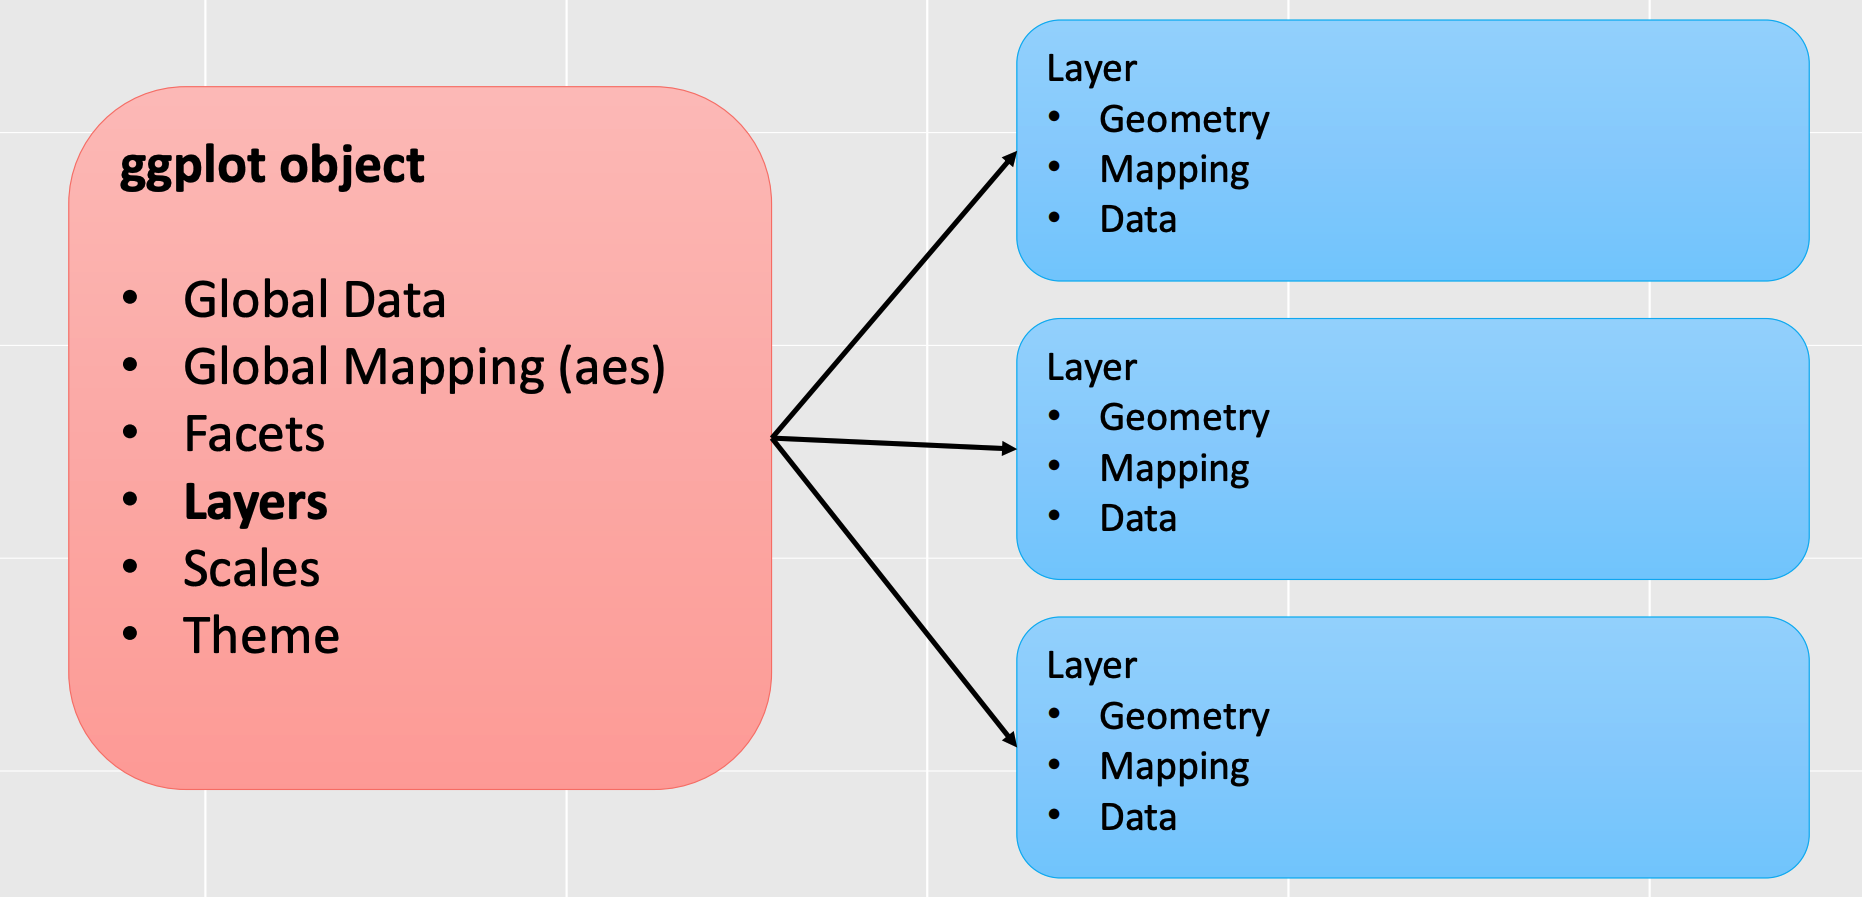 ggplot object
• Global Data
• Global Mapping (aes)
• Facets
• Layers
• Scales
• Theme
Layer
• Geometry
• Mapping
• Data
Layer
• Geometry
• Mapping
• Data
Layer
• Geometry
• Mapping
• Data